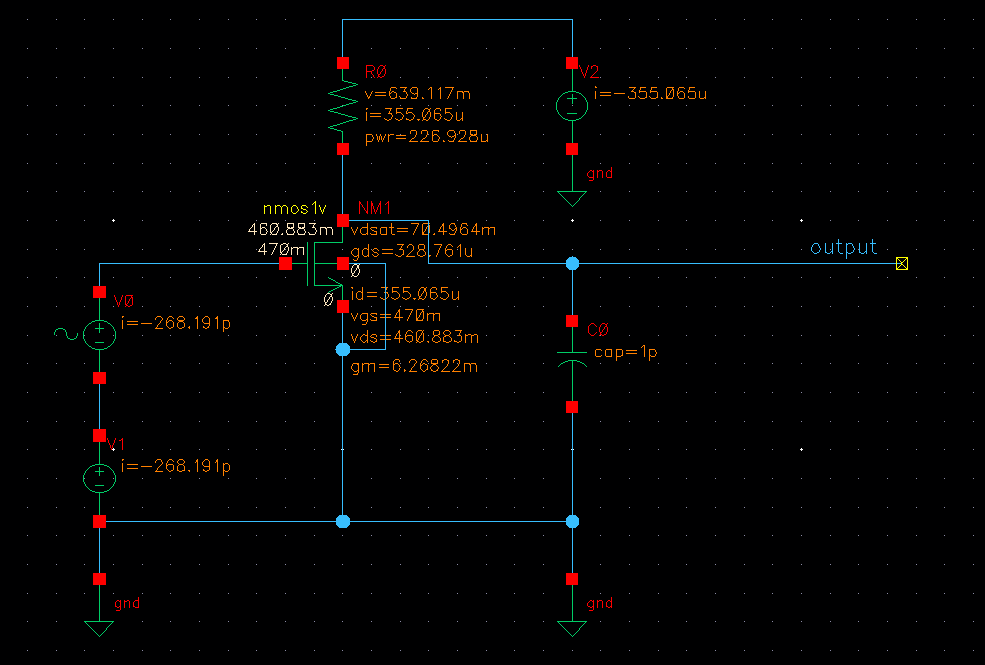 R0
v=639.117m
i=355.065u
pwr=226.928u
V2
i=-355.065u
gnd
nmos1v
NM1
460.883m
vdsat=70.4964m
470m
gds=328.761u
output
0
0
id=355.065u
vgs=470m
vds=460.883m
gm=6.26822m
V0
i=-268.191p
C0
cap=1p
V1
i=-268.191p
gnd
gnd